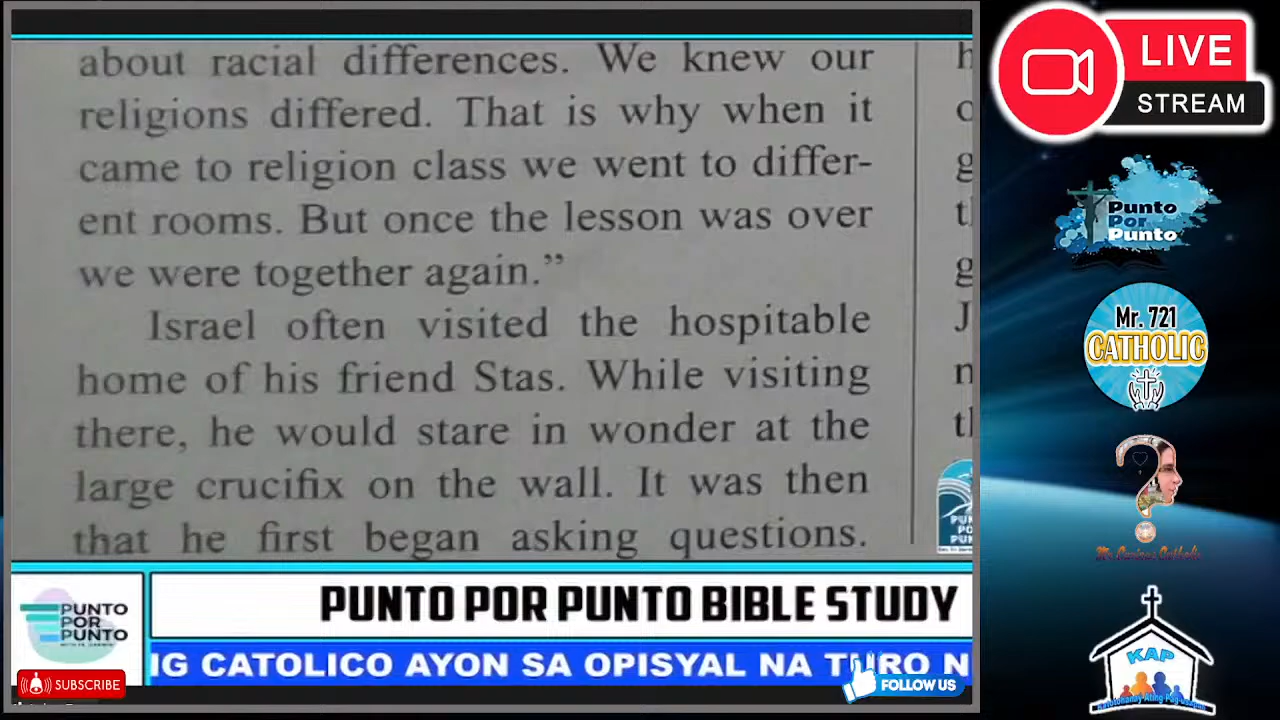 about racial differences. We knew our
religions differed. That is why when it
came to religion class we went to differ-
ent rooms. But once the lesson was over
we were together again.”
Israel often visited the hospitable
home of his friend Stas. While visiting
there, he would stare in wonder at the
large crucifix on the wall. It was then
that he first began asking questions.
PUNTO POR PUNTO BIBLE STUDY
IG CATOLICO AYON SA OPISYAL NA TURO N
FOLLOW US
PUNTO
POR
PUNTO
SUBSCRIBE
LIVE
STREAM
Punto
Por
Punto
Mr. 721
CATHOLIC
Mr Curious Catholic
KAP